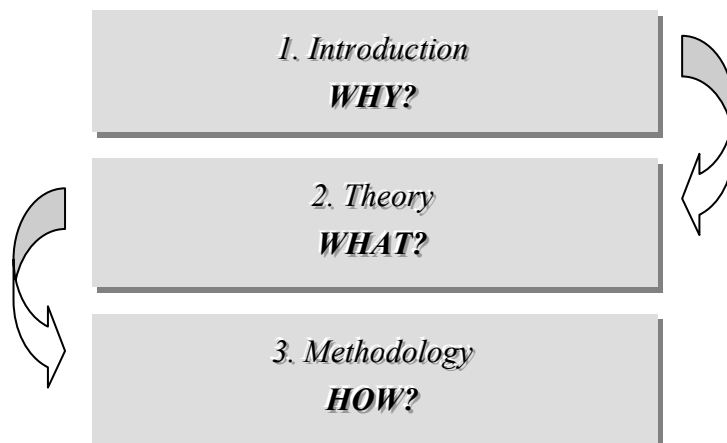 1. Introduction
WHY?
2. Theory
WHAT?
3. Methodology
HOW?